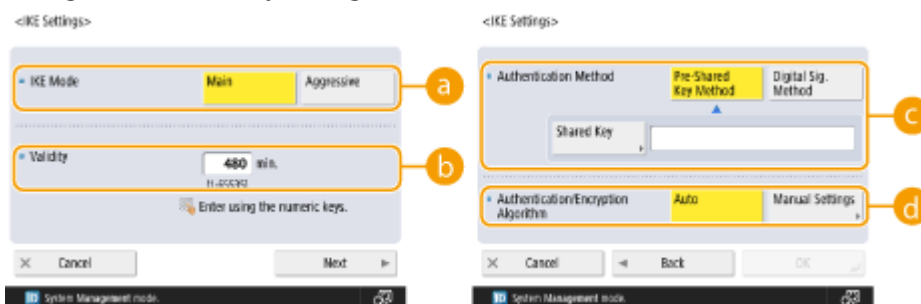 <IKE Settings>
IKE Mode
Main
Aggressive
a
Validity
480 min.
Enter using the numeric keys.
Cancel
Next
System Management mode.
<IKE Settings>
Authentication Method
Pre-Shared
Key Method
Digital Sig.
Method
Shared Key
c
Authentication/Encryption
Algorithm
Auto
Manual Settings
d
Cancel
Back
OK
System Management mode.
b